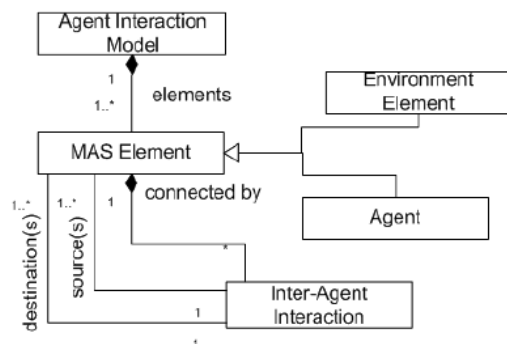 Agent Interaction
Model
1
1..*
elements
Environment
Element
MAS Element
1..*
1..*
1
connected by
destination(s)
source(s)
Agent
*
Inter-Agent
Interaction
1